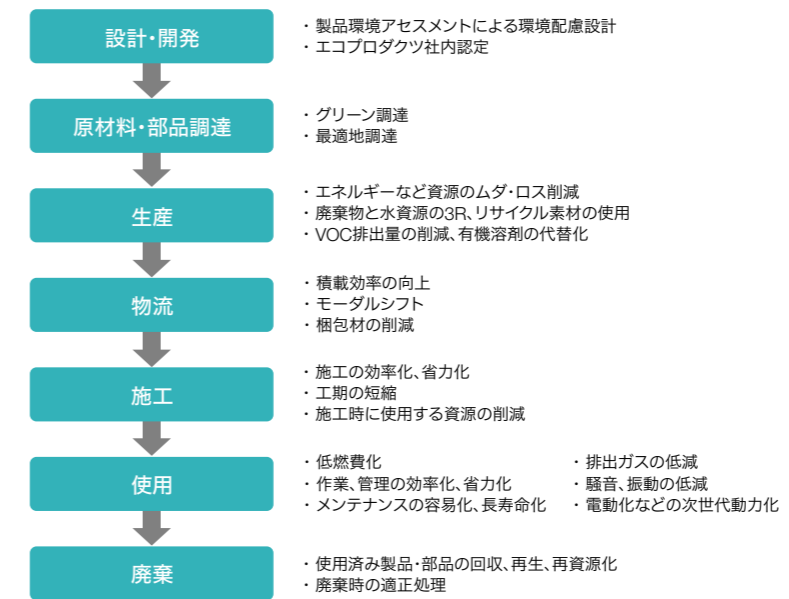 設計・開発
・ 製品環境アセスメントによる環境配慮設計
・ エコプロダクツ社内認定
原材料・部品調達
・ グリーン調達
・ 最適地調達
生産
・ エネルギーなど資源のムダ・ロス削減
・ 廃棄物と水資源の3R、リサイクル素材の使用
・ VOC排出量の削減、有機溶剤の代替化
物流
・ 積載効率の向上
・ モーダルシフト
・ 梱包材の削減
施工
・ 施工の効率化、省力化
・ 工期の短縮
・ 施工時に使用する資源の削減
使用
・ 低燃費化
・ 作業、管理の効率化、省力化
・ メンテナンスの容易化、長寿命化
・ 排出ガスの低減
・ 騒音、振動の低減
・ 電動化などの次世代動力化
廃棄
・ 使用済み製品・部品の回収、再生、再資源化
・ 廃棄時の適正処理